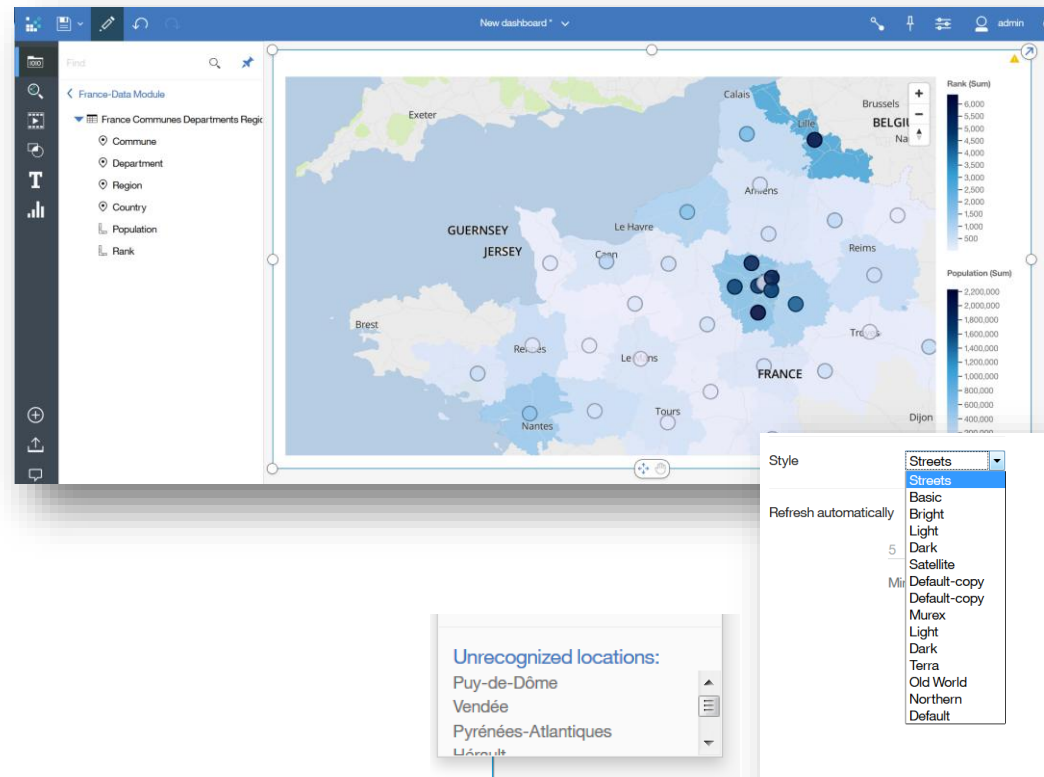 New dashboard *
admin
Find
France-Data Module
France Communes Departments Regio
Commune
Department
Region
Country
Population
Rank
Exeter
Calais
Brussels
BELGIU
Na
Lille
Amiens
GUERNSEY
JERSEY
Le Havre
Caen
Reims
Brest
Rennes
Le Mans
Troyes
FRANCE
Nantes
Tours
Dijon
+
−
Rank (Sum)
6,000
5,500
5,000
4,500
4,000
3,500
3,000
2,500
2,000
1,500
1,000
500
Population (Sum)
2,200,000
2,000,000
1,800,000
1,600,000
1,400,000
1,200,000
1,000,000
800,000
600,000
400,000
200,000
Style
Streets
Streets
Basic
Bright
Light
Dark
Satellite
Default-copy
Default-copy
Murex
Light
Dark
Terra
Old World
Northern
Default
Refresh automatically
5
Min
Unrecognized locations:
Puy-de-Dôme
Vendée
Pyrénées-Atlantiques
Hérault